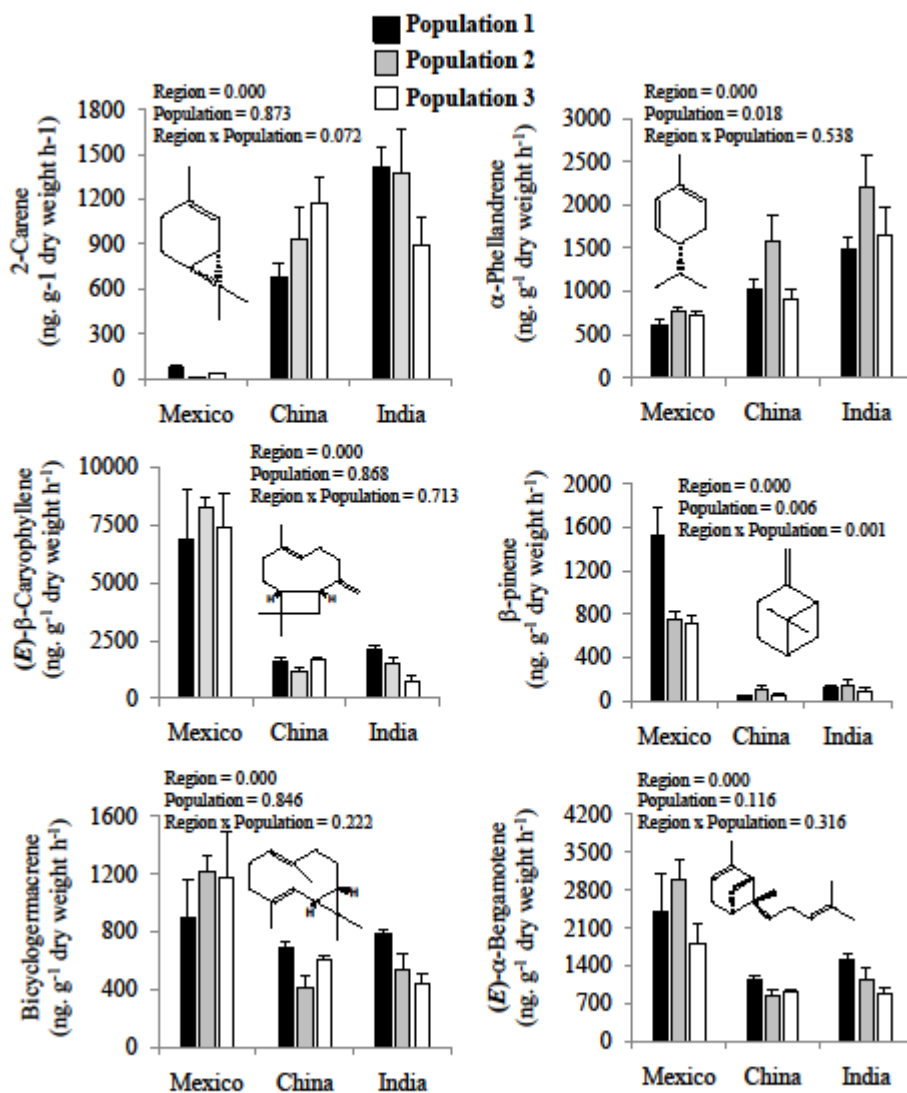 Population 1
Population 2
Population 3
Region = 0.000
Population = 0.873
Region x Population = 0.072
2-Carene
(ng. g-1 dry weight h-1)
1800
1500
1200
900
600
300
0
Mexico China India
Region = 0.000
Population = 0.018
Region x Population = 0.538
α-Phellandrene
(ng. g-1 dry weight h-1)
3000
2500
2000
1500
1000
500
0
Mexico China India
Region = 0.000
Population = 0.868
Region x Population = 0.713
(E)-β-Caryophyllene
(ng. g-1 dry weight h-1)
10000
7500
5000
2500
0
H H
Mexico China India
Region = 0.000
Population = 0.006
Region x Population = 0.001
β-pinene
(ng. g-1 dry weight h-1)
2000
1600
1200
800
400
0
Mexico China India
Region = 0.000
Population = 0.846
Region x Population = 0.222
Bicyclogermacrene
(ng. g-1 dry weight h-1)
1600
1200
800
400
0
H
H
Mexico China India
Region = 0.000
Population = 0.116
Region x Population = 0.316
(E)-α-Bergamotene
(ng. g-1 dry weight h-1)
4200
3500
2800
2100
1400
700
0
Mexico China India